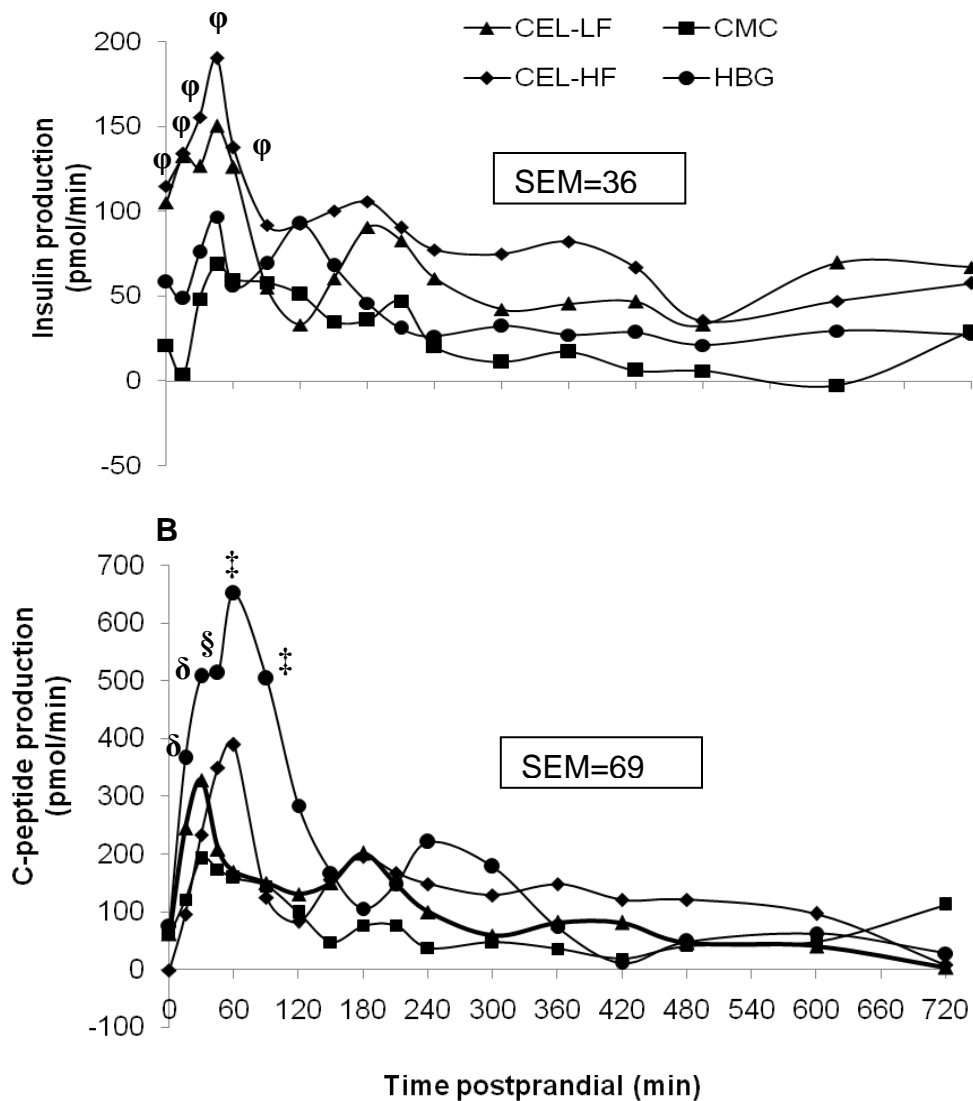 CEL-LF CMC
CEL-HF HBG
Insulin production
(pmol/min)
200
150
100
50
0
-50
φ
φ
φ
φ
φ
φ
SEM=36
B
C-peptide production
(pmol/min)
700
600
500
400
300
200
100
0
-100
‡
§
‡
δ
δ
SEM=69
0 60 120 180 240 300 360 420 480 540 600 660 720
Time postprandial (min)